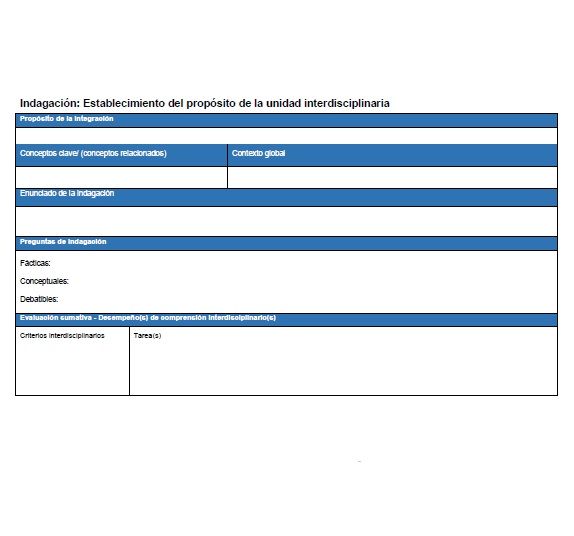 Indagación: Establecimiento del propósito de la unidad interdisciplinaria
Propósito de la integración
Conceptos clave/ (conceptos relacionados)
Contexto global
Enunciado de la indagación
Preguntas de indagación
Fácticas:
Conceptuales:
Debatibles:
Evaluación sumativa - Desempeño(s) de comprensión interdisciplinario(s)
Criterios interdisciplinarios
Tarea(s)